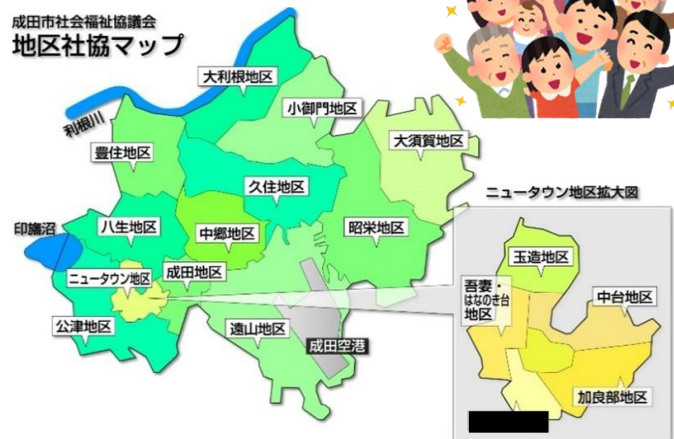 成田市社会福祉協議会
地区社協マップ
大利根地区
小御門地区
利根川
大須賀地区
豊住地区
久住地区
ニュータウン地区拡大図
印旛沼
八生地区
中郷地区
昭栄地区
玉造地区
ニュータウン地区
成田地区
吾妻・
はなのき台
地区
中台地区
公津地区
遠山地区
成田空港
加良部地区